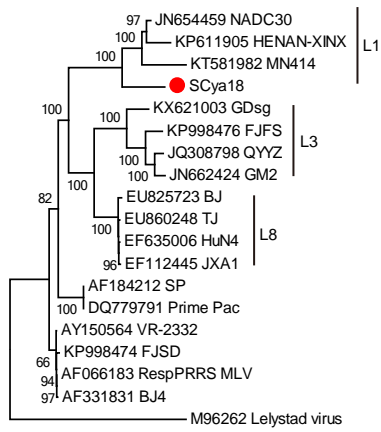 97 JN654459 NADC30
100 KP611905 HENAN-XINX
L1
100 KT581982 MN414
SCya18
100
100 KX621003 GDsg
KP998476 FJFS
100 JQ308798 QYYZ
L3
100 100 JN662424 GM2
82 EU825723 BJ
100 EU860248 TJ
EF635006 HuN4
L8
96 EF112445 JXA1
AF184212 SP
100 DQ779791 Prime Pac
AY150564 VR-2332
66 KP998474 FJSD
94 AF066183 RespPRRS MLV
97 AF331831 BJ4
M96262 Lelystad virus